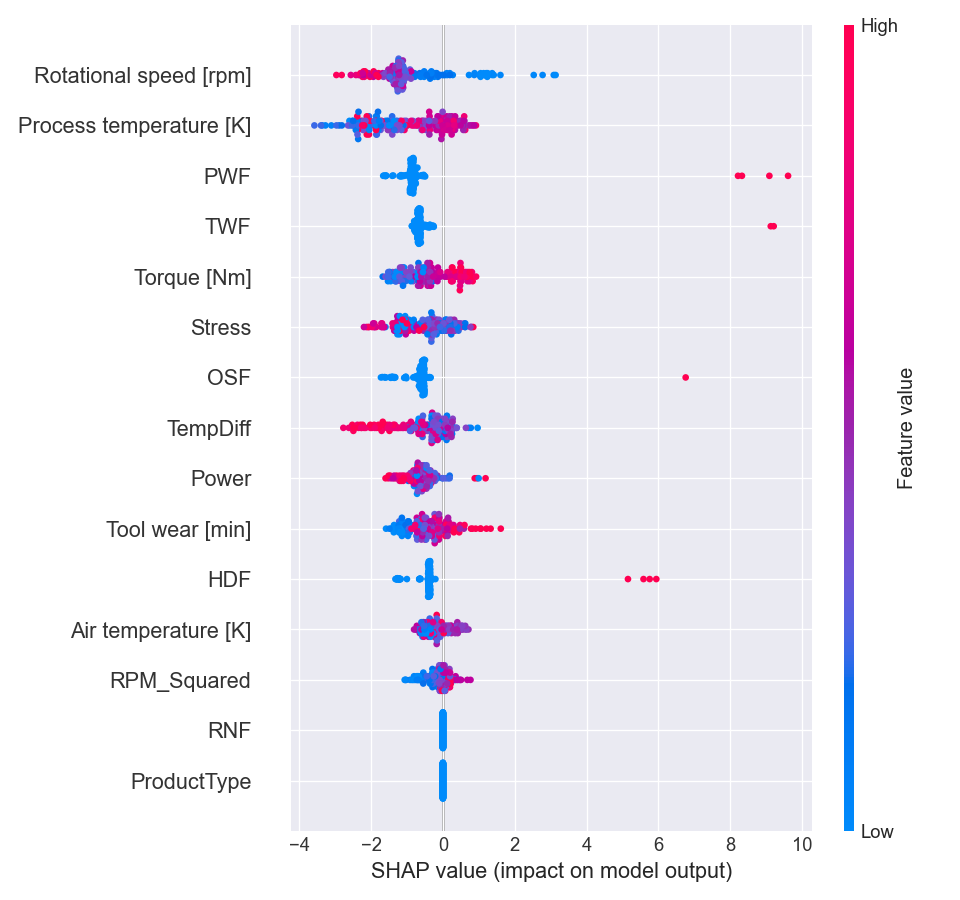 High
Rotational speed [rpm]
Process temperature [K]
PWF
TWF
Torque [Nm]
Stress
OSF
TempDiff
Power
Tool wear [min]
HDF
Air temperature [K]
RPM_Squared
RNF
ProductType
Feature value
Low
−4 −2 0 2 4 6 8 10
SHAP value (impact on model output)